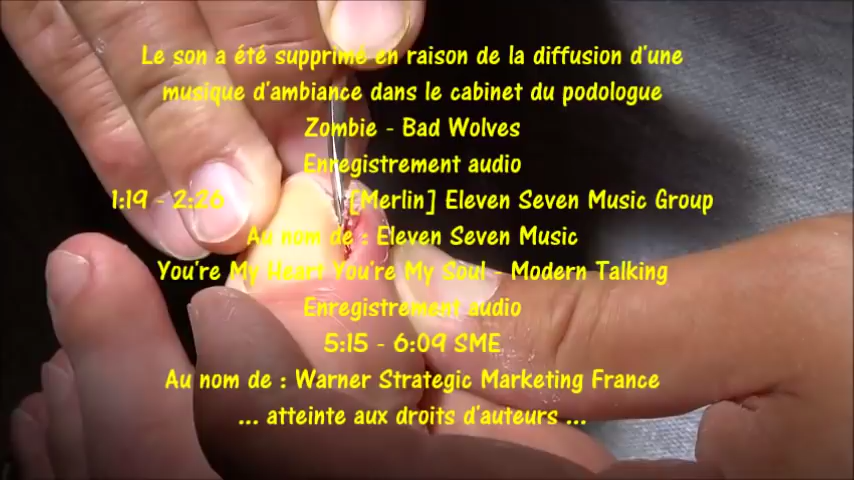 Le son a été supprimé en raison de la diffusion d'une
musique d'ambiance dans le cabinet du podologue
Zombie - Bad Wolves
Enregistrement audio
1:19 - 2:26 [Merlin] Eleven Seven Music Group
Au nom de : Eleven Seven Music
You're My Heart You're My Soul - Modern Talking
Enregistrement audio
5:15 - 6:09 SME
Au nom de : Warner Strategic Marketing France
... atteinte aux droits d'auteurs ...